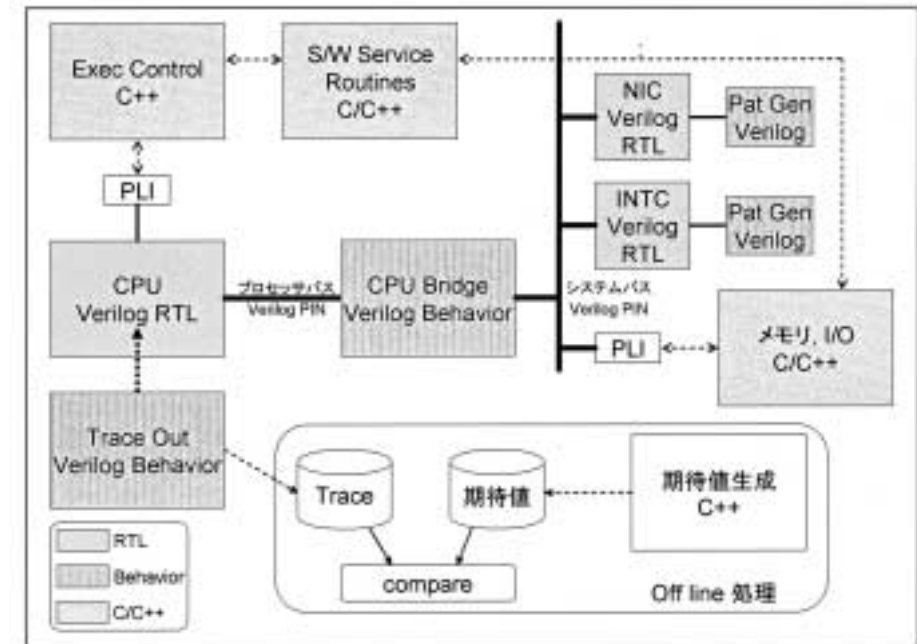 Exec Control
C++
S/W Service
Routines
C/C++
NIC
Verilog
RTL
Pat Gen
Verilog
PLI
INTC
Verilog
RTL
Pat Gen
Verilog
CPU
Verilog RTL
プロセッサバス
Verilog PIN
CPU Bridge
Verilog Behavior
システムバス
Verilog PIN
PLI
メモリ, I/O
C/C++
Trace Out
Verilog Behavior
Trace
期待値
期待値生成
C++
compare
Off line 処理
RTL
Behavior
C/C++